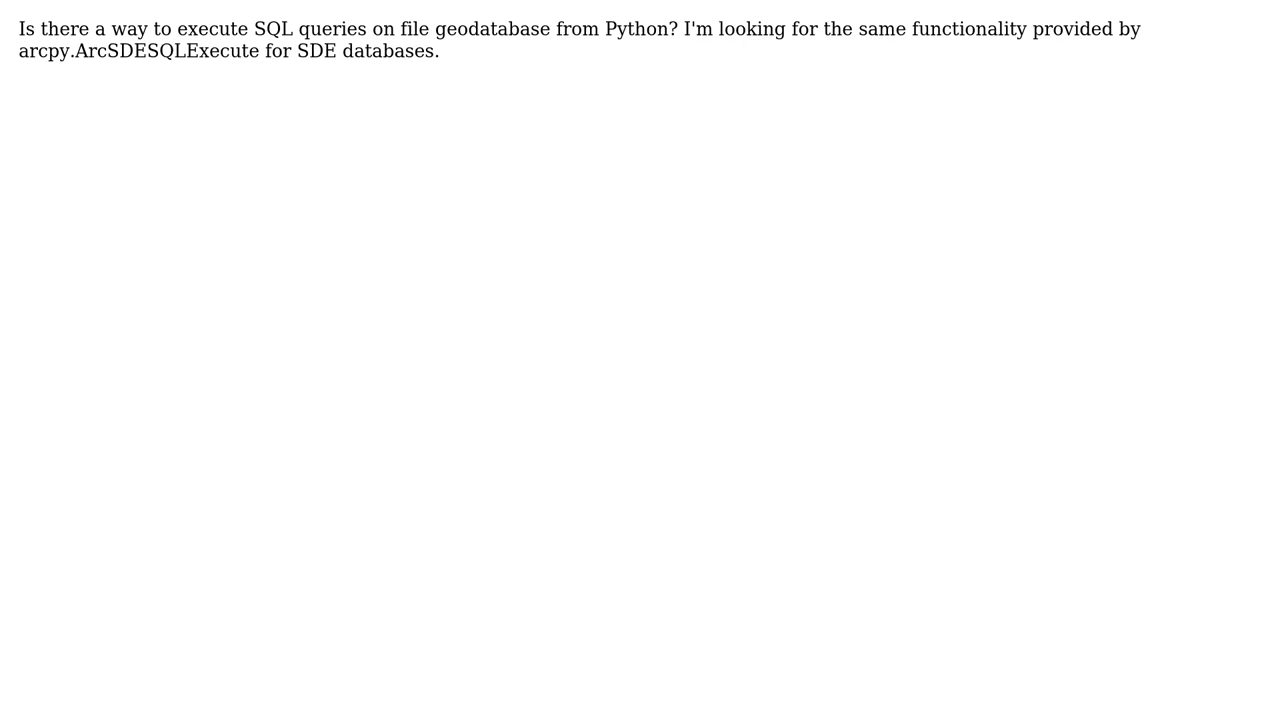 Is there a way to execute SQL queries on file geodatabase from Python? I'm looking for the same functionality provided by
arcpy.ArcSDESQLExecute for SDE databases.